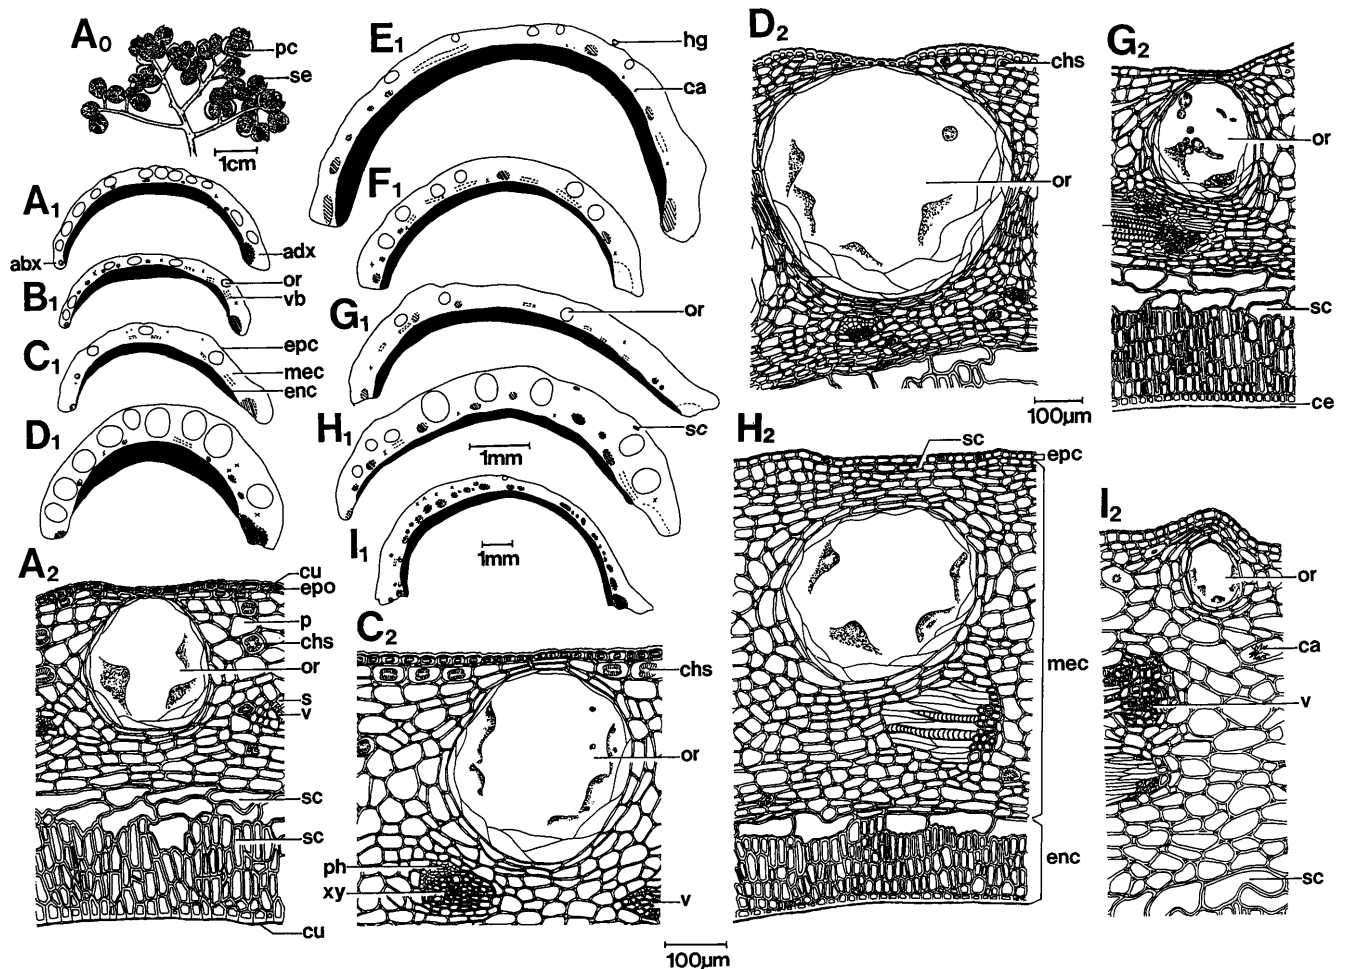 A0
pc
se
1cm
A1
abx
adx
B1
or
vb
C1
epc
mec
enc
D1
E1
hg
ca
F1
G1
or
H1
sc
1mm
I1
1mm
A2
cu
epo
p
chs
or
s
v
sc
sc
cu
C2
chs
or
ph
xy
v
100µm
D2
chs
or
100µm
G2
or
sc
ce
H2
sc
epc
mec
enc
I2
or
ca
v
sc